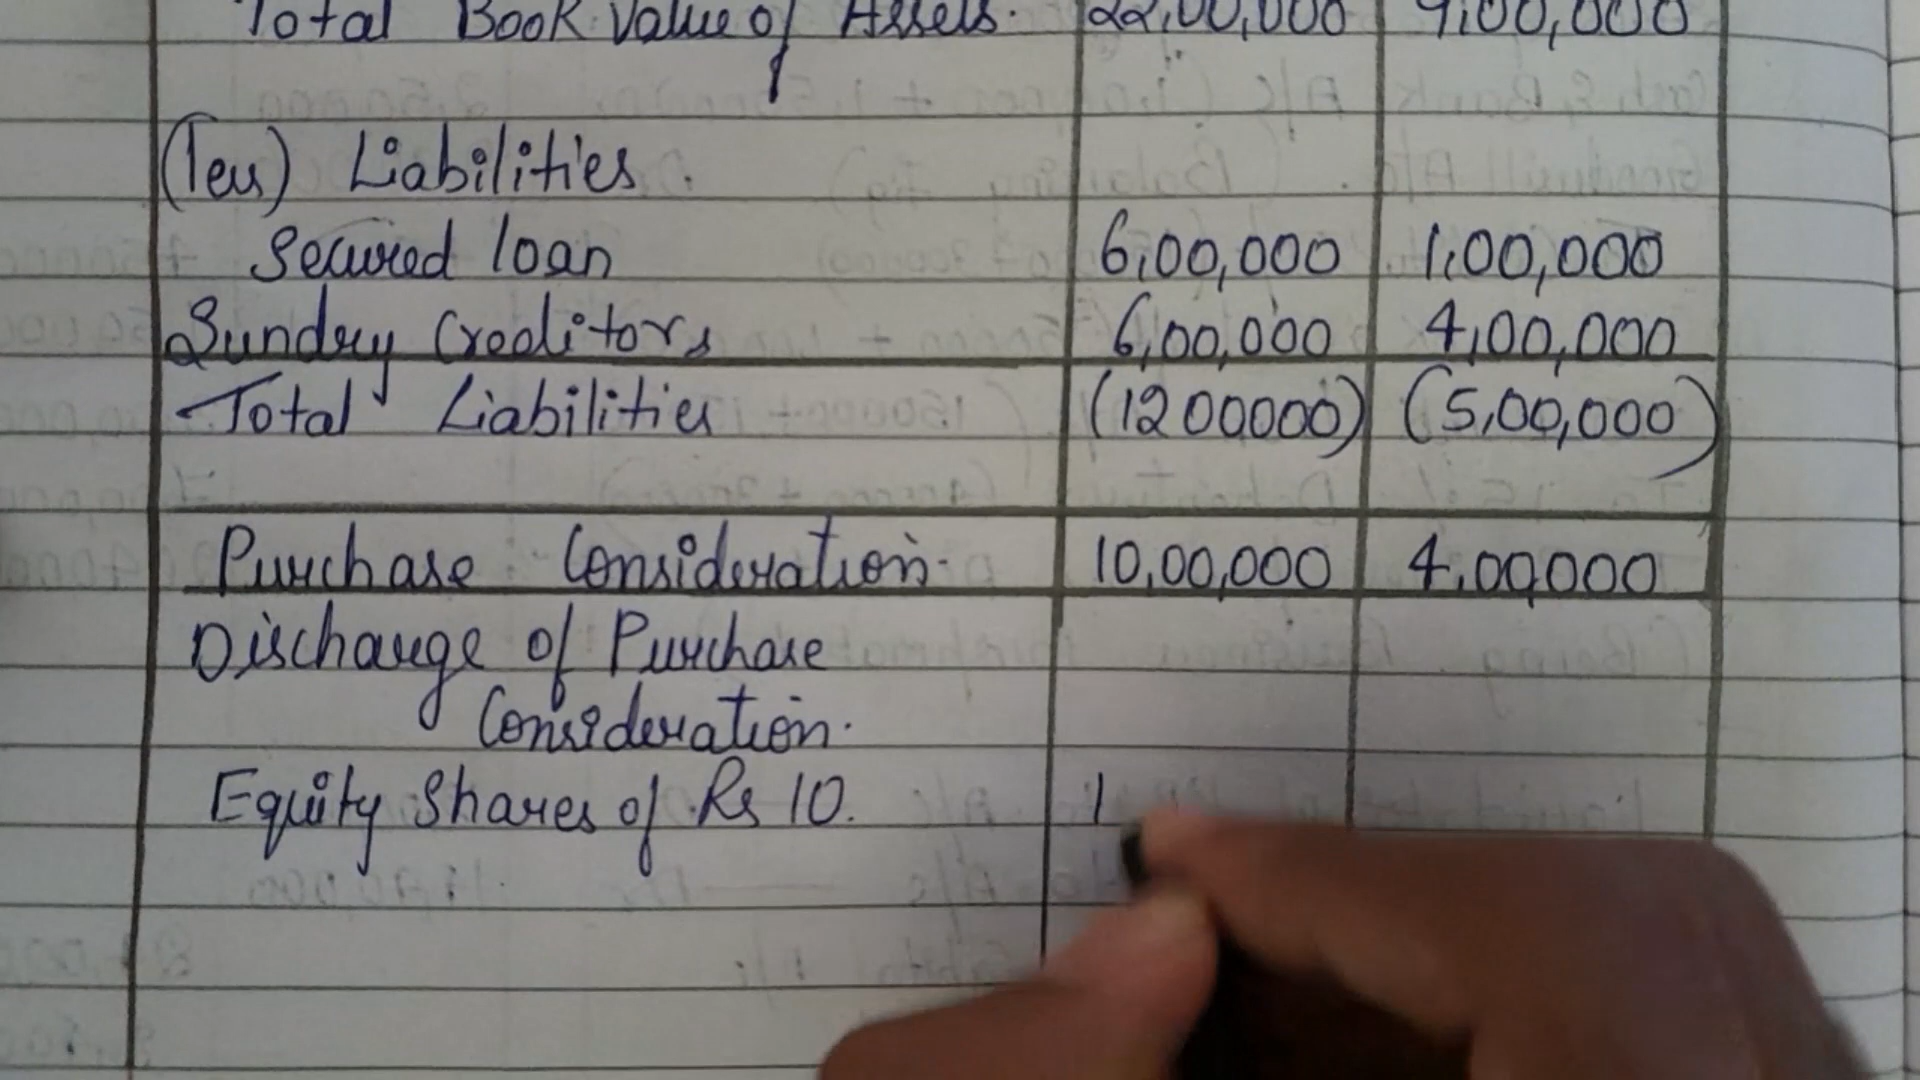 Total Book Value of Assets. 22,00,000 9,00,000
(Less) Liabilities.
Secured loan 6,00,000 1,00,000
Sundry Creditors 6,00,000 4,00,000
Total Liabilities (1200000) (5,00,000)
Purchase Consideration. 10,00,000 4,00,000
Discharge of Purchase
Consideration.
Equity Shares of Rs 10. 1